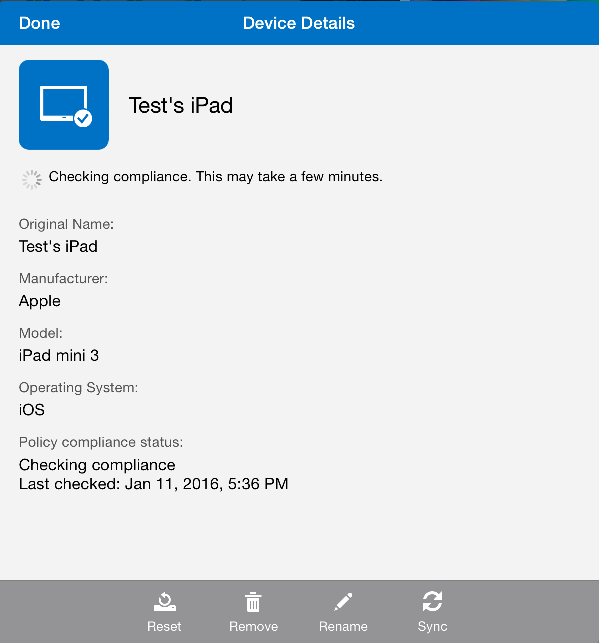 Done
Device Details
Test's iPad
Checking compliance. This may take a few minutes.
Original Name:
Test's iPad
Manufacturer:
Apple
Model:
iPad mini 3
Operating System:
iOS
Policy compliance status:
Checking compliance
Last checked: Jan 11, 2016, 5:36 PM
Reset
Remove
Rename
Sync